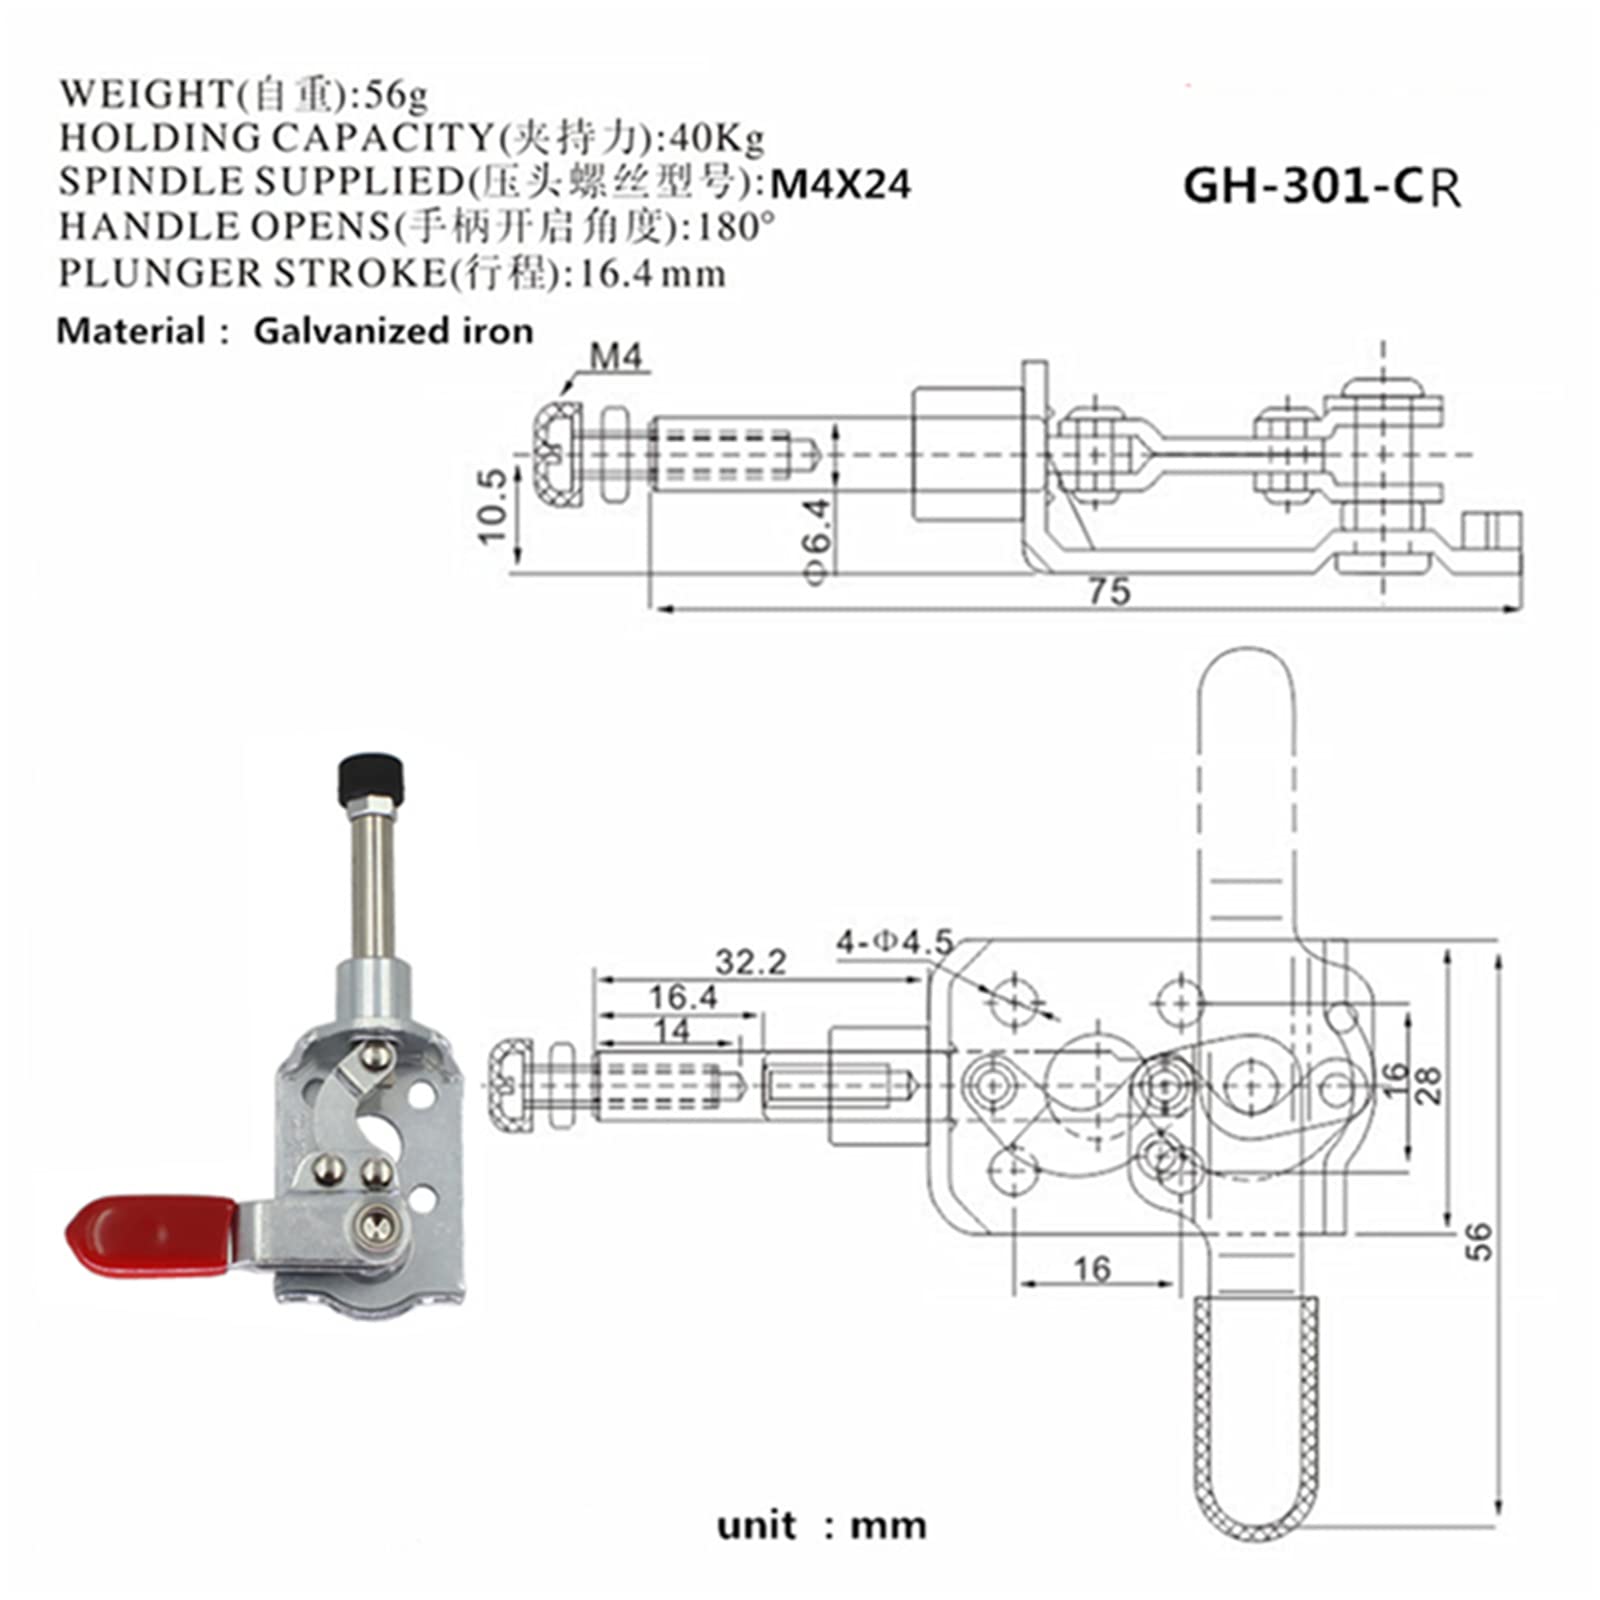 WEIGHT(自重):56g
HOLDING CAPACITY(夹持力):40Kg
SPINDLE SUPPLIED(压头螺丝型号):M4X24
GH-301-CR
HANDLE OPENS(手柄开启角度):180°
PLUNGER STROKE(行程):16.4mm
Material : Galvanized iron
M4
10.5
Φ6.4
75
4-Φ4.5
32.2
16.4
14
16
28
56
16
unit : mm